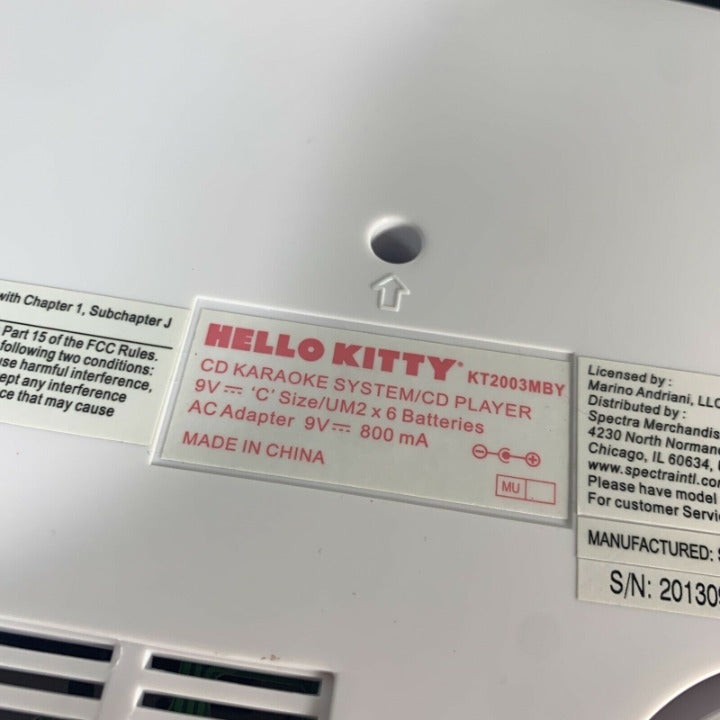 with Chapter 1, Subchapter J
Part 15 of the FCC Rules.
following two conditions:
use harmful interference,
cept any interference
ce that may cause
HELLO KITTY KT2003MBY
CD KARAOKE SYSTEM/CD PLAYER
9V 'C' Size/UM2 x 6 Batteries
AC Adapter 9V 800 mA
MADE IN CHINA
MU
Licensed by:
Marino Andriani, LLC
Distributed by:
Spectra Merchandis
4230 North Normand
Chicago, IL 60634,
www.spectraintl.co
Please have model
For customer Servi
MANUFACTURED:
S/N: 201309